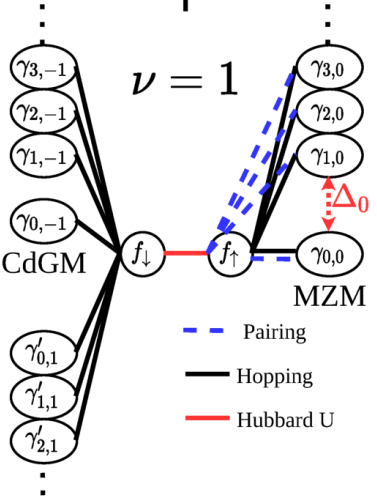 ν = 1
γ₃,₋₁
γ₂,₋₁
γ₁,₋₁
γ₀,₋₁
CdGM
γ′₀,₁
γ′₁,₁
γ′₂,₁
f↓
f↑
γ₃,₀
γ₂,₀
γ₁,₀
Δ₀
γ₀,₀
MZM
Pairing
Hopping
Hubbard U